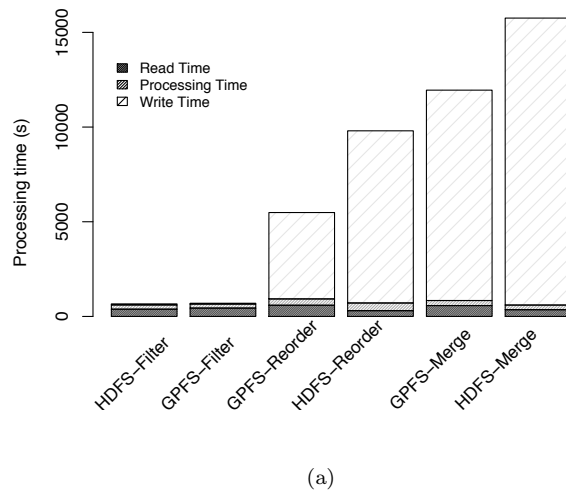 Processing time (s)
15000
10000
5000
0
Read Time
Processing Time
Write Time
HDFS−Filter
GPFS−Filter
GPFS−Reorder
HDFS−Reorder
GPFS−Merge
HDFS−Merge
(a)